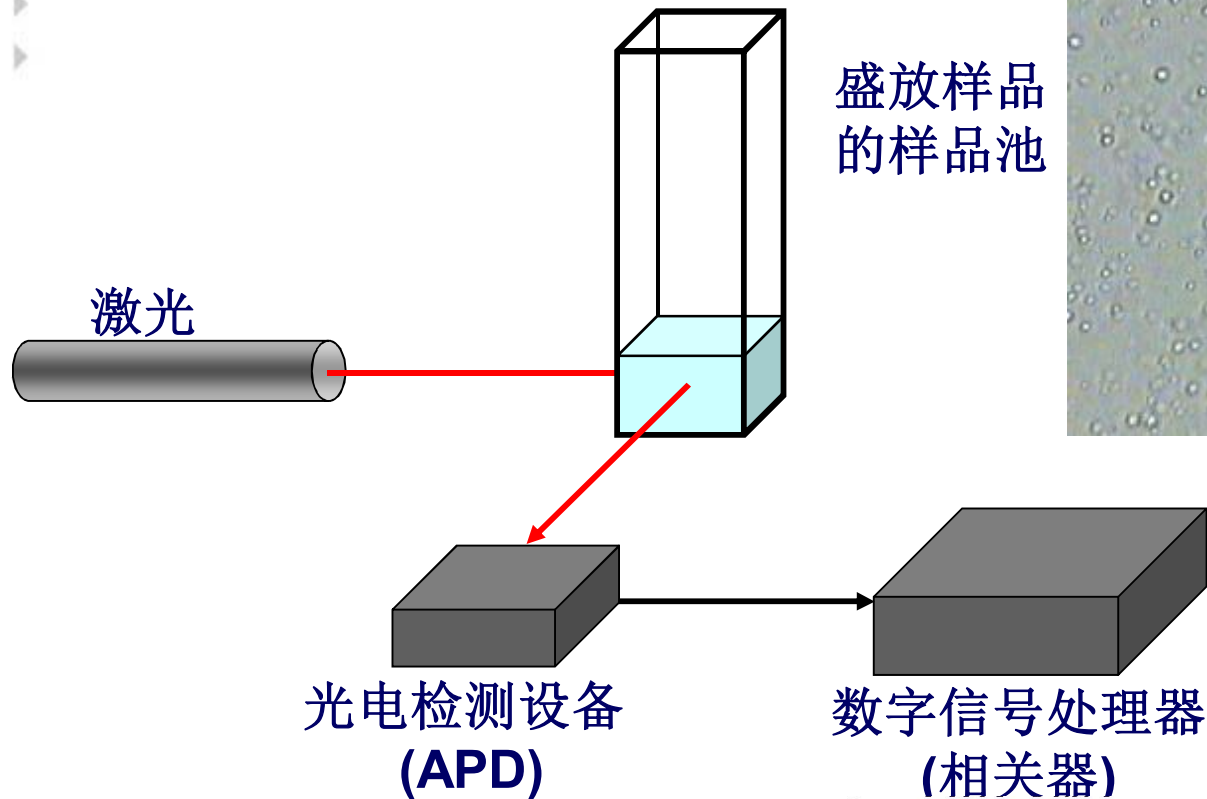 盛放样品
的样品池
激光
光电检测设备
(APD)
数字信号处理器
(相关器)